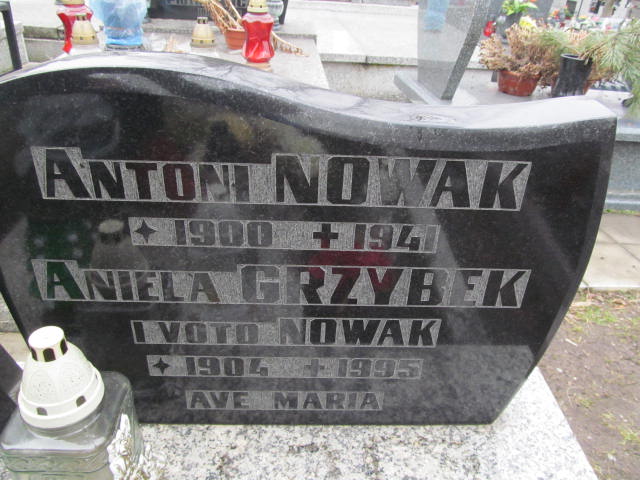 ANTONI NOWAK
✦ 1900 ✝ 1941
ANIELA GRZYBEK
I VOTO NOWAK
✦ 1904 ✝ 1995
AVE MARIA